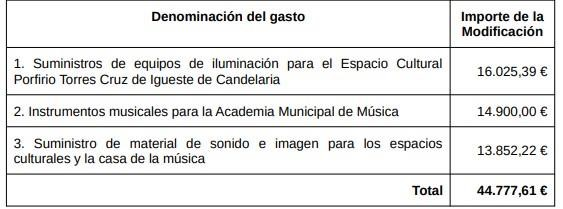 Denominación del gasto
Importe de la
Modificación
1. Suministros de equipos de iluminación para el Espacio Cultural
Porfirio Torres Cruz de Igueste de Candelaria
16.025,39 €
2. Instrumentos musicales para la Academia Municipal de Música
14.900,00 €
3. Suministro de material de sonido e imagen para los espacios
culturales y la casa de la música
13.852,22 €
Total
44.777,61 €